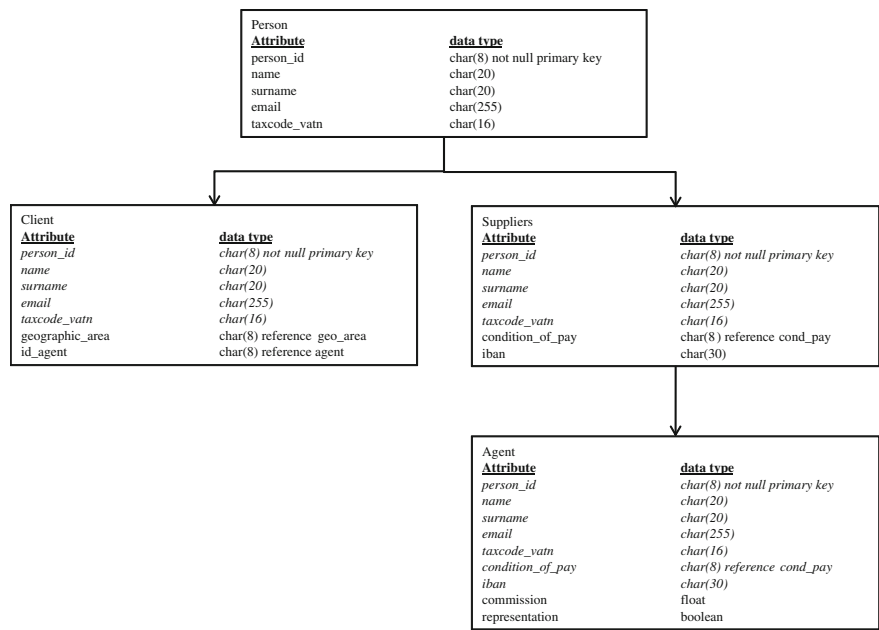 Person
Attribute data type
person_id char(8) not null primary key
name char(20)
surname char(20)
email char(255)
taxcode_vatn char(16)
Client
Attribute data type
person_id char(8) not null primary key
name char(20)
surname char(20)
email char(255)
taxcode_vatn char(16)
geographic_area char(8) reference geo_area
id_agent char(8) reference agent
Suppliers
Attribute data type
person_id char(8) not null primary key
name char(20)
surname char(20)
email char(255)
taxcode_vatn char(16)
condition_of_pay char(8) reference cond_pay
iban char(30)
Agent
Attribute data type
person_id char(8) not null primary key
name char(20)
surname char(20)
email char(255)
taxcode_vatn char(16)
condition_of_pay char(8) reference cond_pay
iban char(30)
commission float
representation boolean